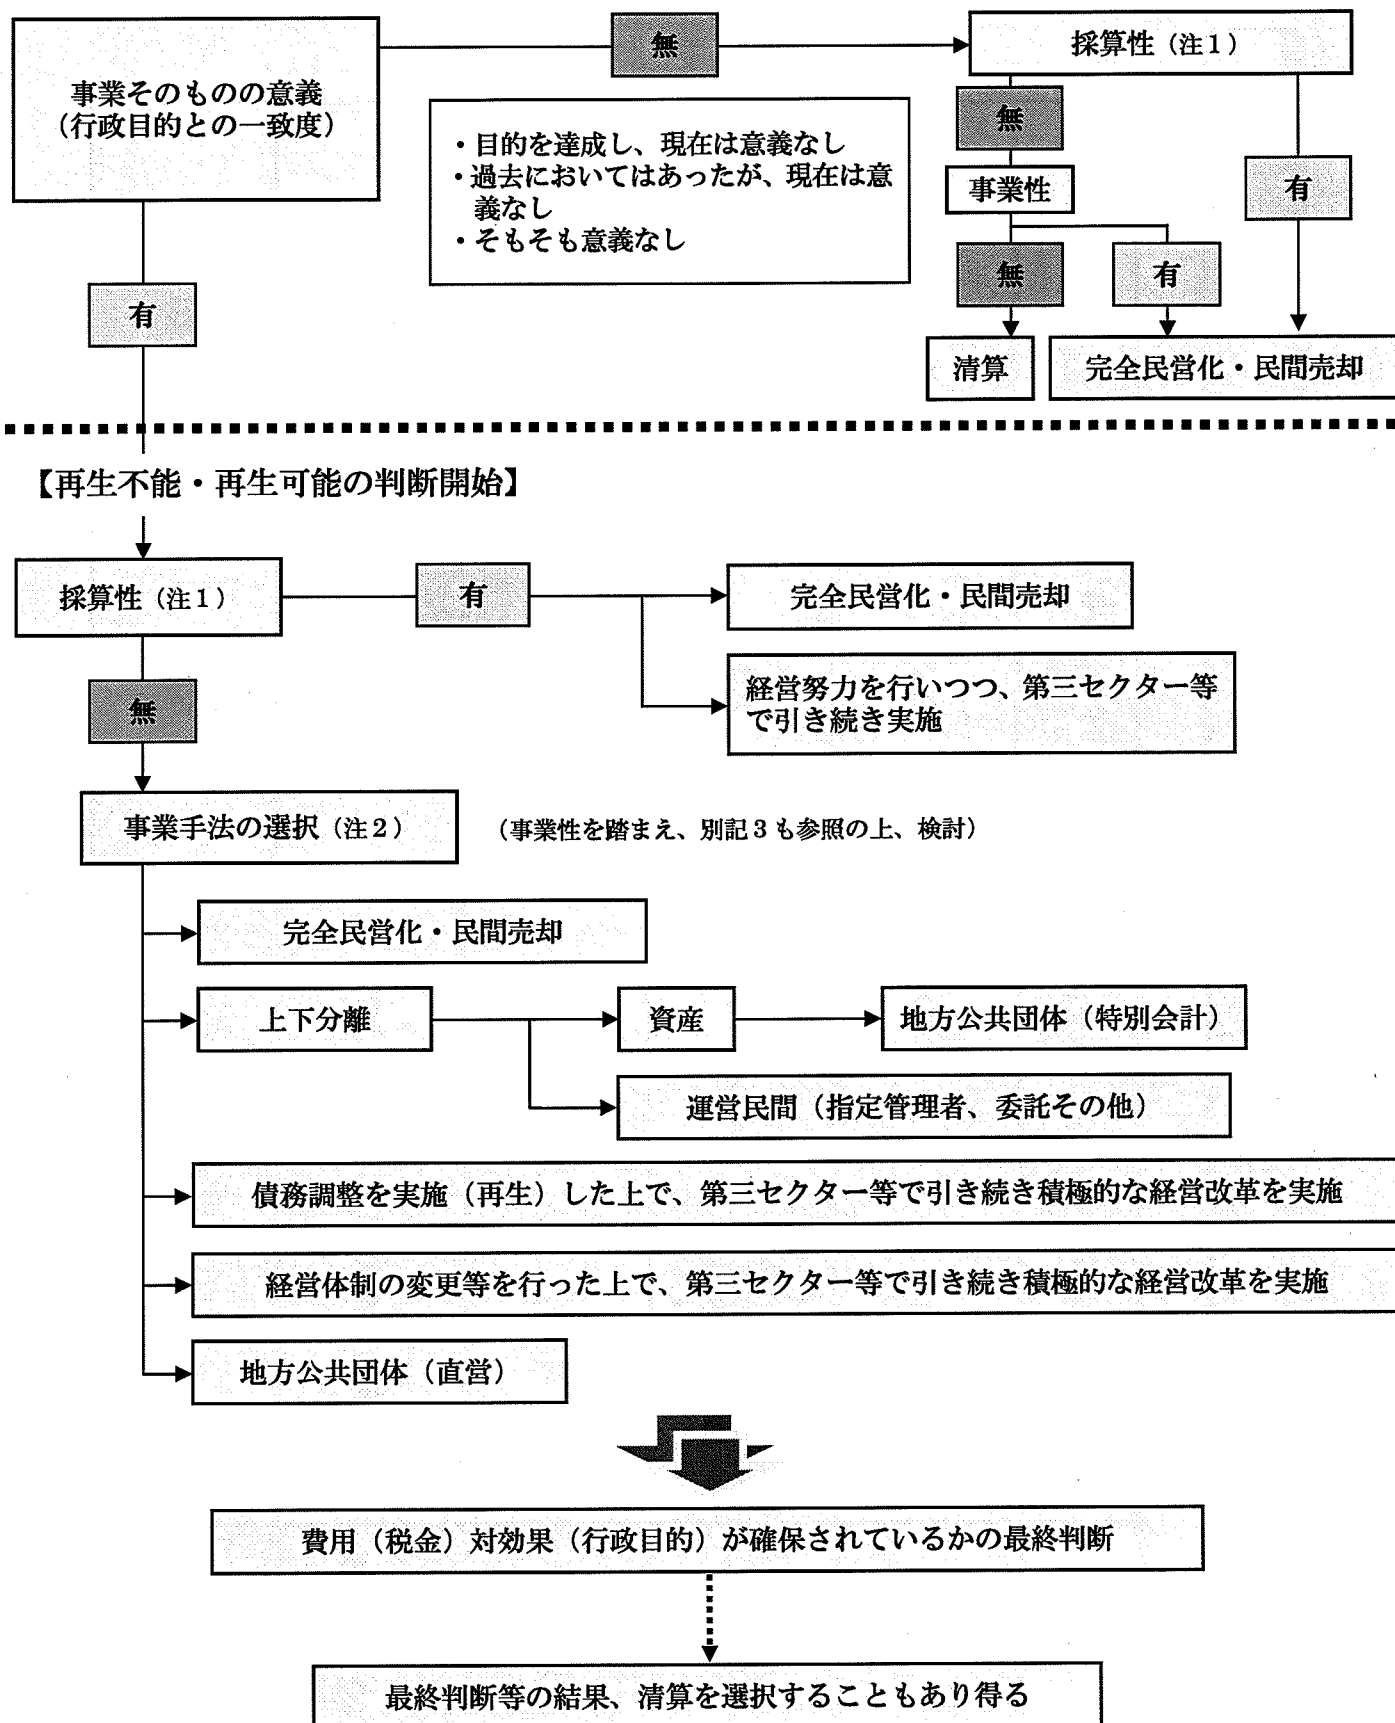 事業そのものの意義
（行政目的との一致度）
無
採算性（注１）
・目的を達成し、現在は意義なし
・過去においてはあったが、現在は意
義なし
・そもそも意義なし
無
有
事業性
無
有
清算
完全民営化・民間売却
有
【再生不能・再生可能の判断開始】
採算性（注１）
有
完全民営化・民間売却
経営努力を行いつつ、第三セクター等
で引き続き実施
無
事業手法の選択（注２）
（事業性を踏まえ、別記３も参照の上、検討）
完全民営化・民間売却
上下分離
資産
地方公共団体（特別会計）
運営民間（指定管理者、委託その他）
債務調整を実施（再生）した上で、第三セクター等で引き続き積極的な経営改革を実施
経営体制の変更等を行った上で、第三セクター等で引き続き積極的な経営改革を実施
地方公共団体（直営）
費用（税金）対効果（行政目的）が確保されているかの最終判断
最終判断等の結果、清算を選択することもあり得る